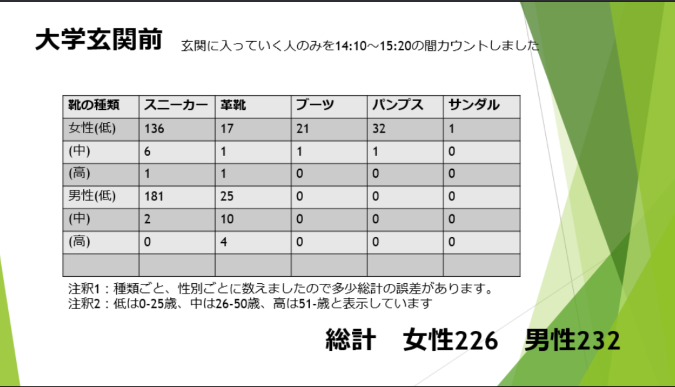 大学玄関前
玄関に入っていく人のみを14:10～15:20の間カウントしました
靴の種類 スニーカー 革靴 ブーツ パンプス サンダル
女性(低) 136 17 21 32 1
(中) 6 1 1 1 0
(高) 1 1 0 0 0
男性(低) 181 25 0 0 0
(中) 2 10 0 0 0
(高) 0 4 0 0 0
注釈1：種類ごと、性別ごとに数えましたので多少総計の誤差があります。
注釈2：低は0-25歳、中は26-50歳、高は51-歳と表示しています
総計 女性226 男性232